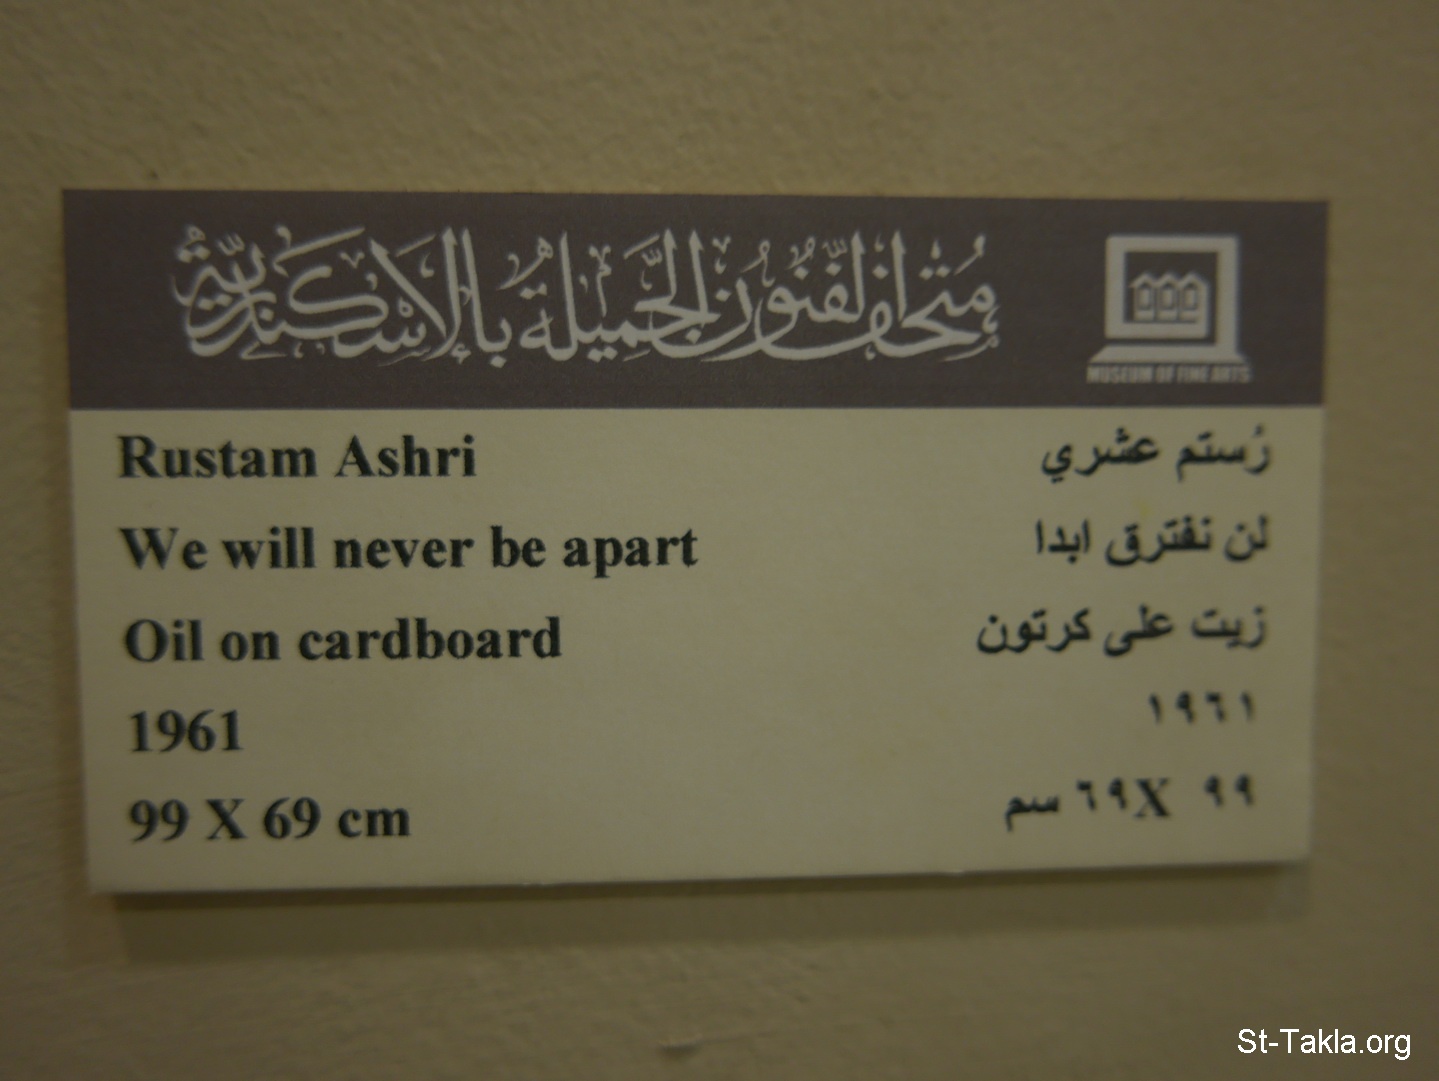 متحف الفنون الجميلة بالاسكندرية
MUSEUM OF FINE ARTS
Rustam Ashri
رُستم عشري
We will never be apart
لن نفترق ابدا
Oil on cardboard
زيت على كرتون
1961
١٩٦١
99 X 69 cm
٩٩ X٦٩ سم
St-Takla.org